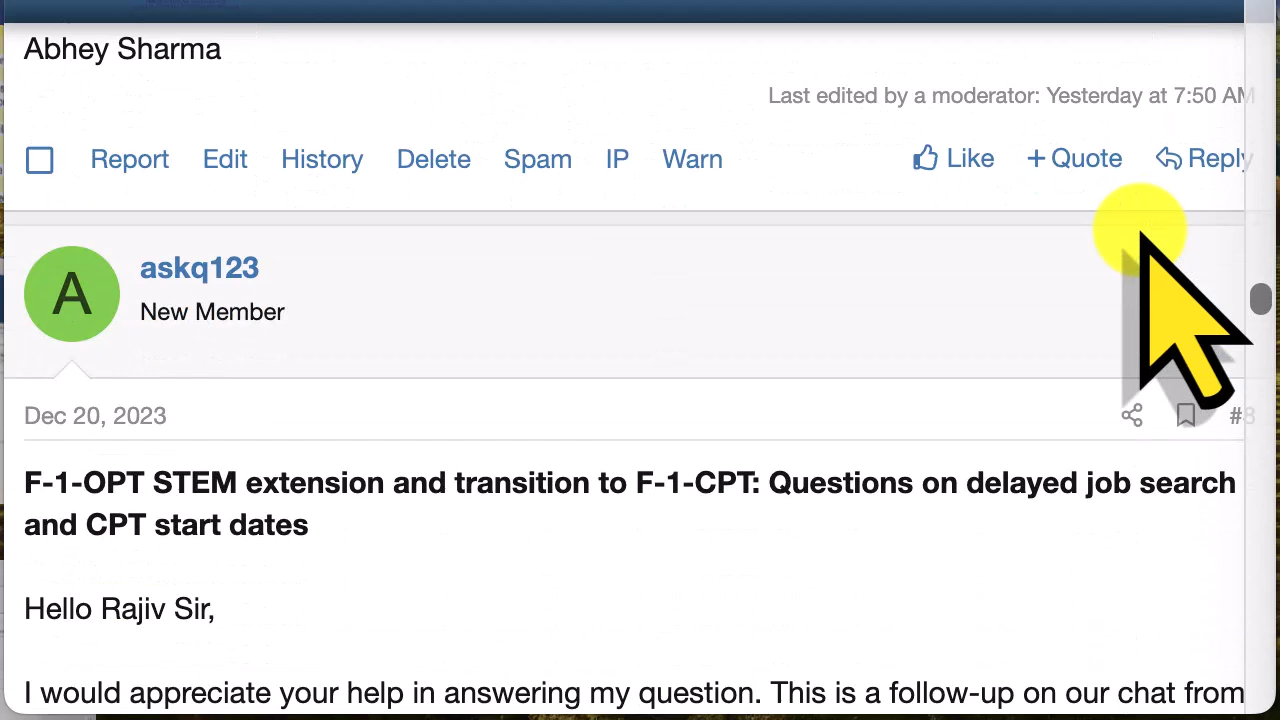 Abhey Sharma
Last edited by a moderator: Yesterday at 7:50 AM
Report Edit History Delete Spam IP Warn Like + Quote Reply
A
askq123
New Member
Dec 20, 2023 #8
F-1-OPT STEM extension and transition to F-1-CPT: Questions on delayed job search
and CPT start dates
Hello Rajiv Sir,
I would appreciate your help in answering my question. This is a follow-up on our chat from